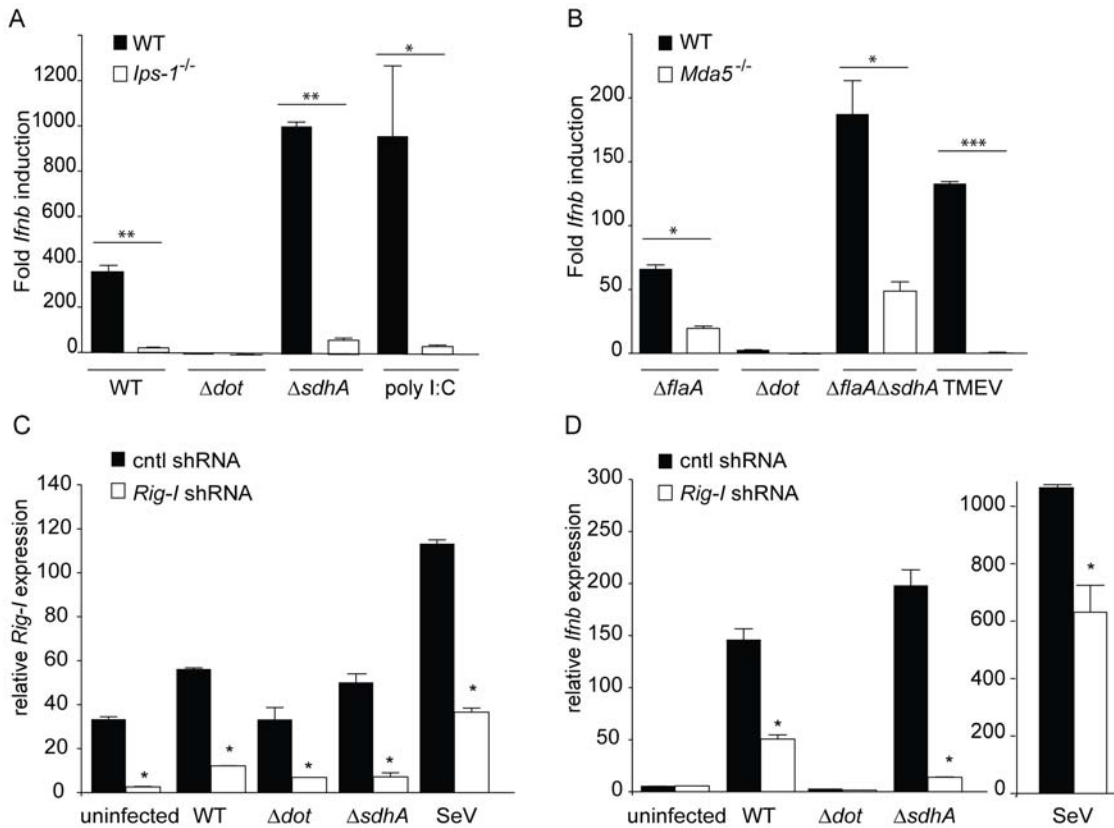 A
WT
Ips-1-/-
Fold Ifnb induction
1200
1000
800
600
400
200
0
**
**
*
WT
Δdot
ΔsdhA
poly I:C
B
WT
Mda5-/-
Fold Ifnb induction
200
150
100
50
0
*
*
***
ΔflaA
Δdot
ΔflaAΔsdhA
TMEV
C
cntl shRNA
Rig-I shRNA
relative Rig-I expression
140
120
100
80
60
40
20
0
*
*
*
*
*
uninfected
WT
Δdot
ΔsdhA
SeV
D
cntl shRNA
Rig-I shRNA
relative Ifnb expression
300
250
200
150
100
50
0
*
*
uninfected
WT
Δdot
ΔsdhA
1000
800
600
400
200
0
*
SeV